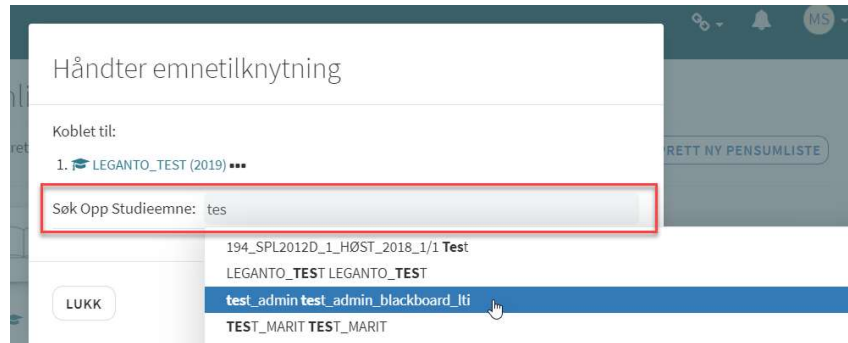 MS
Håndter emnetilknytning
Koblet til:
1. LEGANTO_TEST (2019) •••
RETT NY PENSUMLISTE
Søk Opp Studieemne: tes
194_SPL2012D_1_HØST_2018_1/1 Test
LEGANTO_TEST LEGANTO_TEST
test_admin test_admin_blackboard_lti
TEST_MARIT TEST_MARIT
LUKK